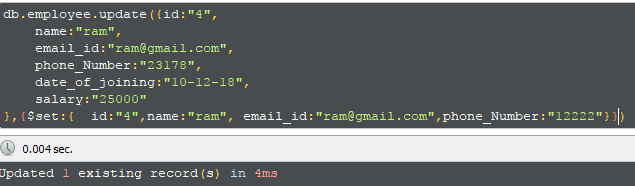 db.employee.update({id:"4",
name:"ram",
email_id:"ram@gmail.com",
phone_Number:"23178",
date_of_joining:"10-12-18",
salary:"25000"
},{$set:{  id:"4",name:"ram", email_id:"ram@gmail.com",phone_Number:"12222"}})
0.004 sec.
Updated 1 existing record(s) in 4ms